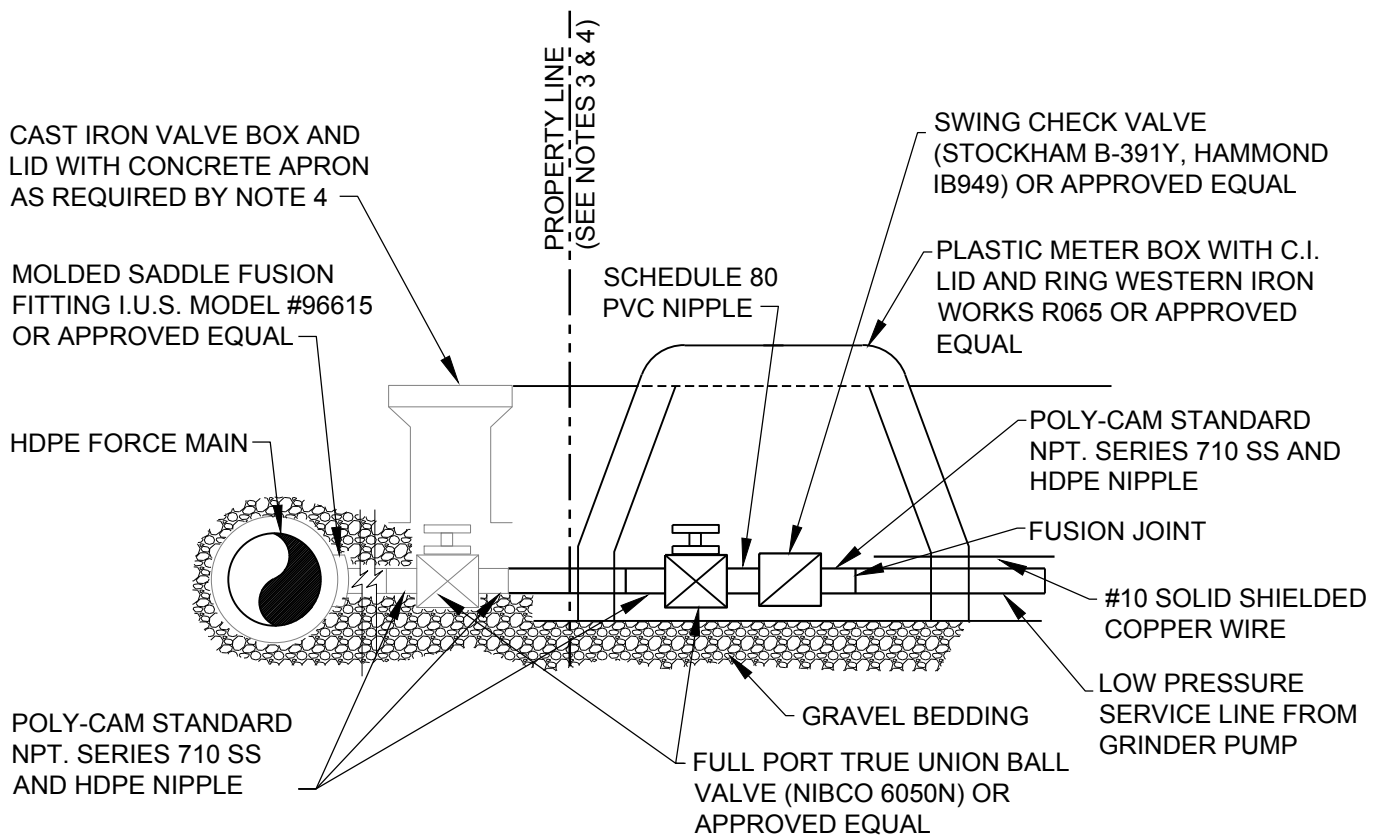 CAST IRON VALVE BOX AND
LID WITH CONCRETE APRON
AS REQUIRED BY NOTE 4
MOLDED SADDLE FUSION
FITTING I.U.S. MODEL #96615
OR APPROVED EQUAL
HDPE FORCE MAIN
POLY-CAM STANDARD
NPT. SERIES 710 SS
AND HDPE NIPPLE
PROPERTY LINE
(SEE NOTES 3 & 4)
SCHEDULE 80
PVC NIPPLE
SWING CHECK VALVE
(STOCKHAM B-391Y, HAMMOND
IB949) OR APPROVED EQUAL
PLASTIC METER BOX WITH C.I.
LID AND RING WESTERN IRON
WORKS R065 OR APPROVED
EQUAL
POLY-CAM STANDARD
NPT. SERIES 710 SS AND
HDPE NIPPLE
FUSION JOINT
#10 SOLID SHIELDED
COPPER WIRE
LOW PRESSURE
SERVICE LINE FROM
GRINDER PUMP
GRAVEL BEDDING
FULL PORT TRUE UNION BALL
VALVE (NIBCO 6050N) OR
APPROVED EQUAL